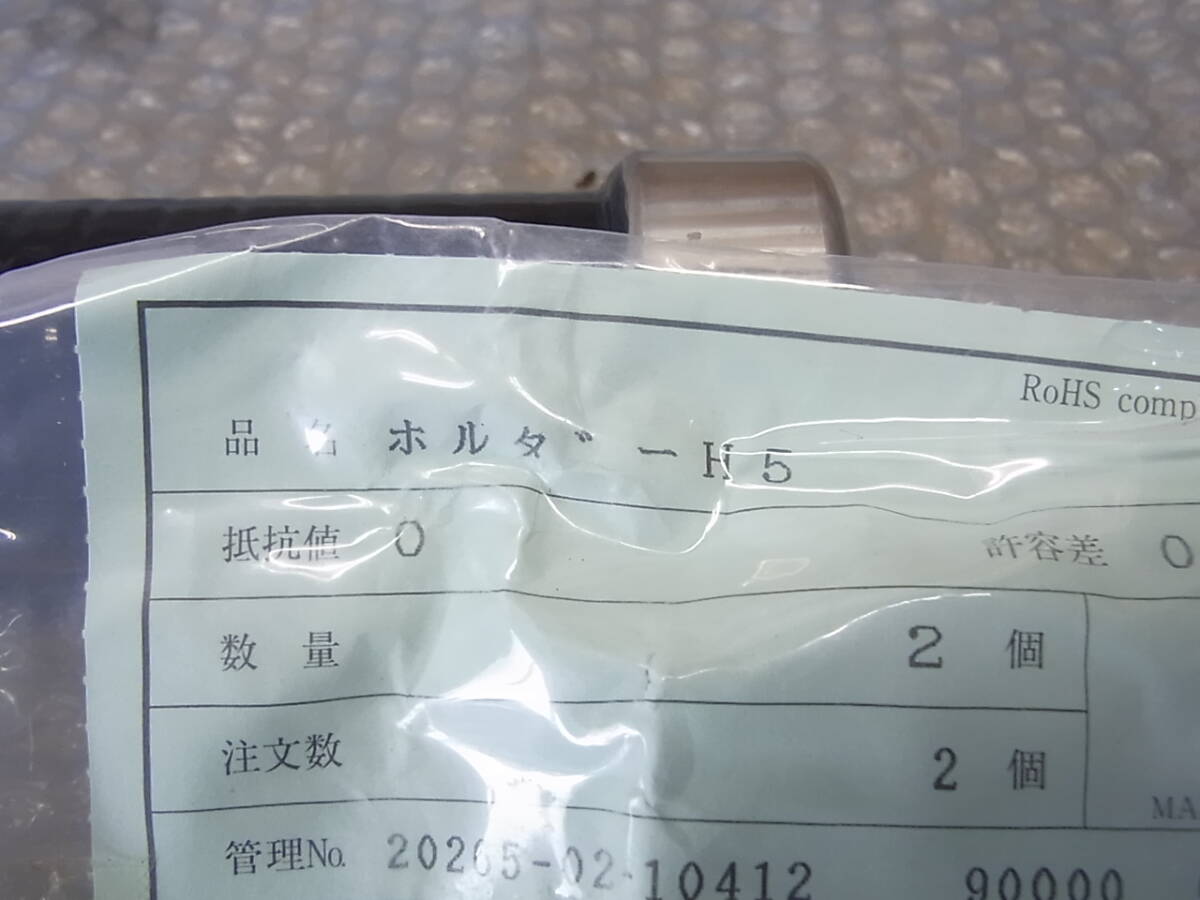 RoHS comp
品名 ホルダーH5
抵抗値 0 許容差 0
数量 2 個
注文数 2 個
MA
管理No. 20265-02-10412 90000